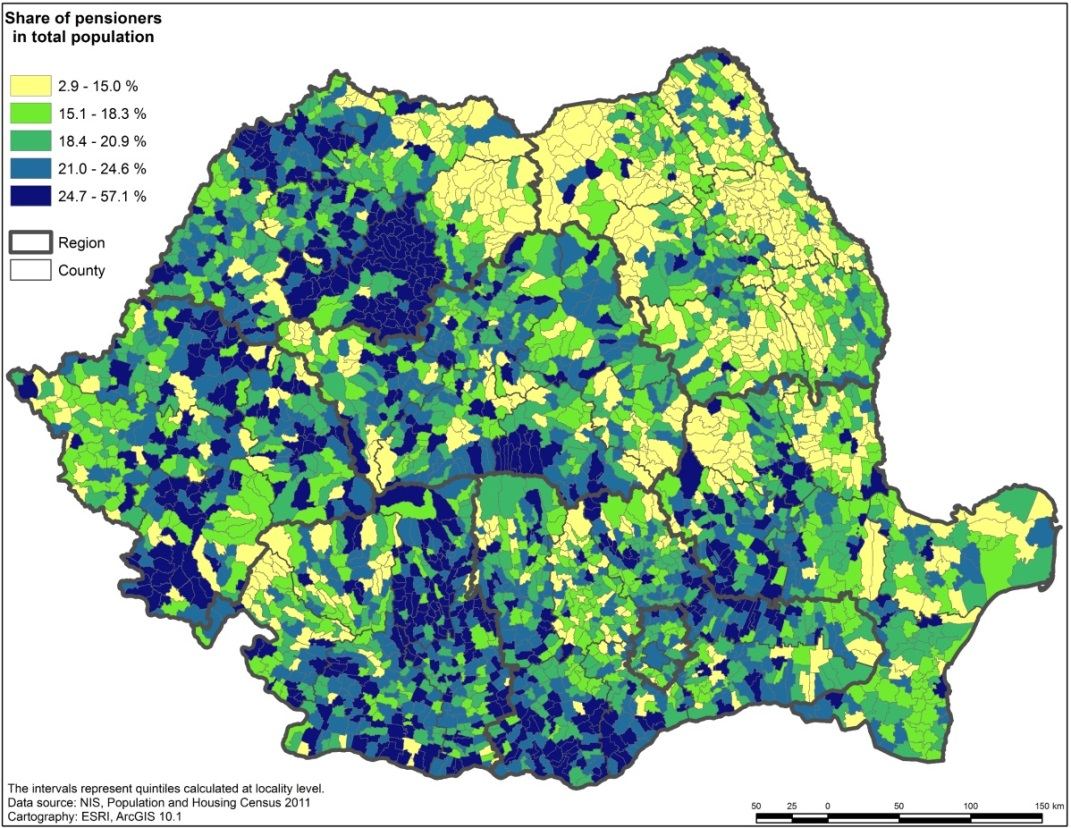 Share of pensioners
in total population
2.9 - 15.0 %
15.1 - 18.3 %
18.4 - 20.9 %
21.0 - 24.6 %
24.7 - 57.1 %
Region
County
The intervals represent quintiles calculated at locality level.
Data source: NIS, Population and Housing Census 2011
Cartography: ESRI, ArcGIS 10.1
50 25 0 50 100 150 km